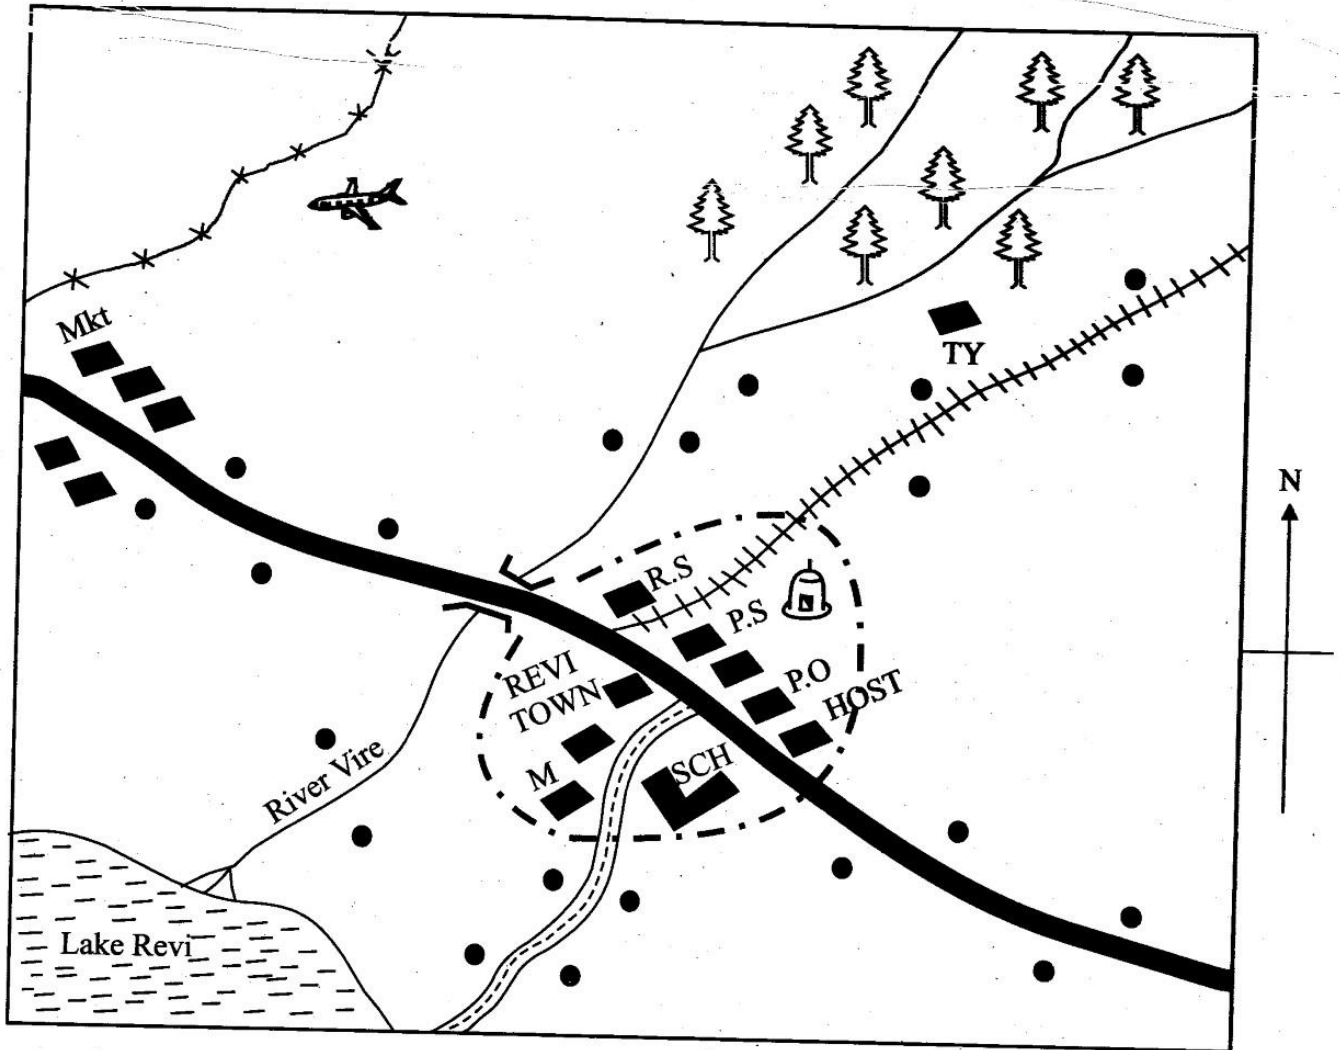 Mkt
TY
N
R.S
P.S
REVI
TOWN
P.O
HOST
M
SCH
River Vire
Lake Revi